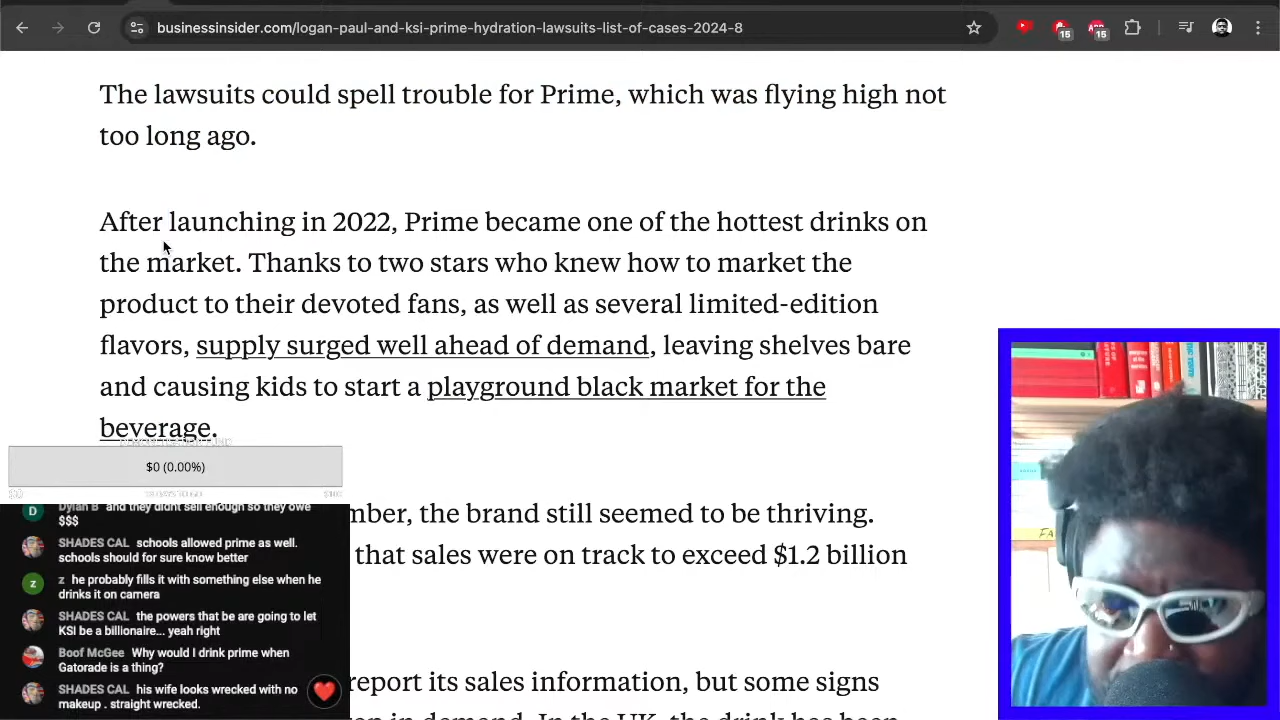 businessinsider.com/logan-paul-and-ksi-prime-hydration-lawsuits-list-of-cases-2024-8
15
15
The lawsuits could spell trouble for Prime, which was flying high not
too long ago.
After launching in 2022, Prime became one of the hottest drinks on
the market. Thanks to two stars who knew how to market the
product to their devoted fans, as well as several limited-edition
flavors, supply surged well ahead of demand, leaving shelves bare
and causing kids to start a playground black market for the
beverage.
$0 (0.00%)
mber, the brand still seemed to be thriving.
that sales were on track to exceed $1.2 billion
report its sales information, but some signs
D Dylan B and they didnt sell enough so they owe
$$$
SHADES CAL schools allowed prime as well.
schools should for sure know better
z z he probably fills it with something else when he
drinks it on camera
SHADES CAL the powers that be are going to let
KSI be a billionaire... yeah right
Boof McGee Why would I drink prime when
Gatorade is a thing?
SHADES CAL his wife looks wrecked with no
makeup . straight wrecked.